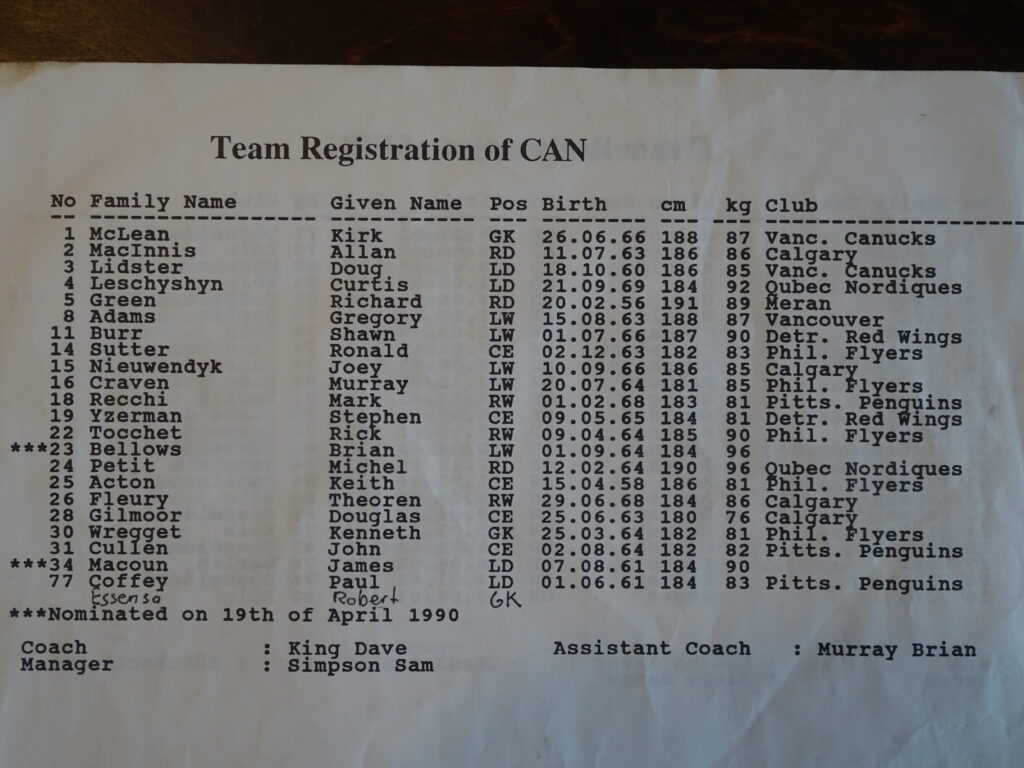 Team Registration of CAN
No Family Name Given Name Pos Birth cm kg Club
-- ----------------- ------------- --- -------- --- -- --------------------
1 McLean Kirk GK 26.06.66 188 87 Vanc. Canucks
2 MacInnis Allan RD 11.07.63 186 86 Calgary
3 Lidster Doug LD 18.10.60 186 85 Vanc. Canucks
4 Leschyshyn Curtis LD 21.09.69 184 92 Qubec Nordiques
5 Green Richard RD 20.02.56 191 89 Meran
8 Adams Gregory LW 15.08.63 188 87 Vancouver
11 Burr Shawn LW 01.07.66 187 90 Detr. Red Wings
14 Sutter Ronald CE 02.12.63 182 83 Phil. Flyers
15 Nieuwendyk Joey LW 10.09.66 186 85 Calgary
16 Craven Murray LW 20.07.64 181 85 Phil. Flyers
18 Recchi Mark RW 01.02.68 183 81 Pitts. Penguins
19 Yzerman Stephen CE 09.05.65 184 81 Detr. Red Wings
22 Tocchet Rick RW 09.04.64 185 90 Phil. Flyers
***23 Bellows Brian LW 01.09.64 184 96
24 Petit Michel RD 12.02.64 190 96 Qubec Nordiques
25 Acton Keith CE 15.04.58 186 81 Phil. Flyers
26 Fleury Theoren RW 29.06.68 184 86 Calgary
28 Gilmoor Douglas CE 25.06.63 180 76 Calgary
30 Wregget Kenneth GK 25.03.64 182 81 Phil. Flyers
31 Cullen John CE 02.08.64 182 82 Pitts. Penguins
***34 Macoun James LD 07.08.61 184 90
77 Coffey Paul LD 01.06.61 184 83 Pitts. Penguins
Essensa Robert GK
***Nominated on 19th of April 1990
Coach : King Dave Assistant Coach : Murray Brian
Manager : Simpson Sam